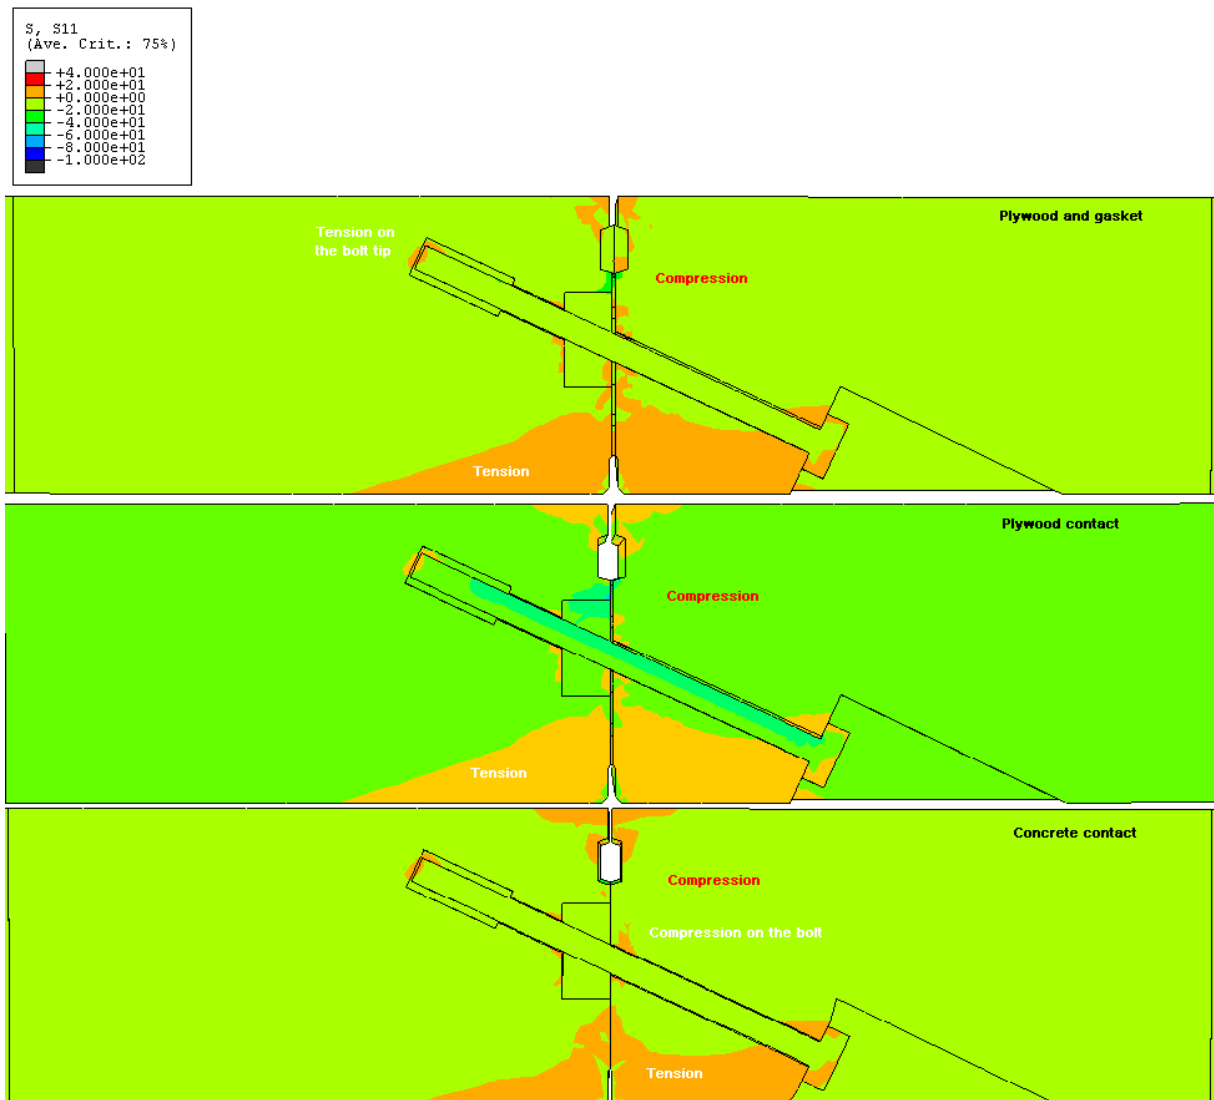 S, S11
(Ave. Crit.: 75%)
+4.000e+01
+2.000e+01
+0.000e+00
-2.000e+01
-4.000e+01
-6.000e+01
-8.000e+01
-1.000e+02
Plywood and gasket
Tension on
the bolt tip
Compression
Tension
Plywood contact
Compression
Tension
Concrete contact
Compression
Compression on the bolt
Tension